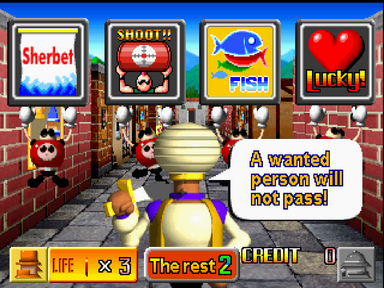 Sherbet
SHOOT!!
FISH
Lucky!
A wanted
person will
not pass!
LIFE × 3
The rest 2
CREDIT 0